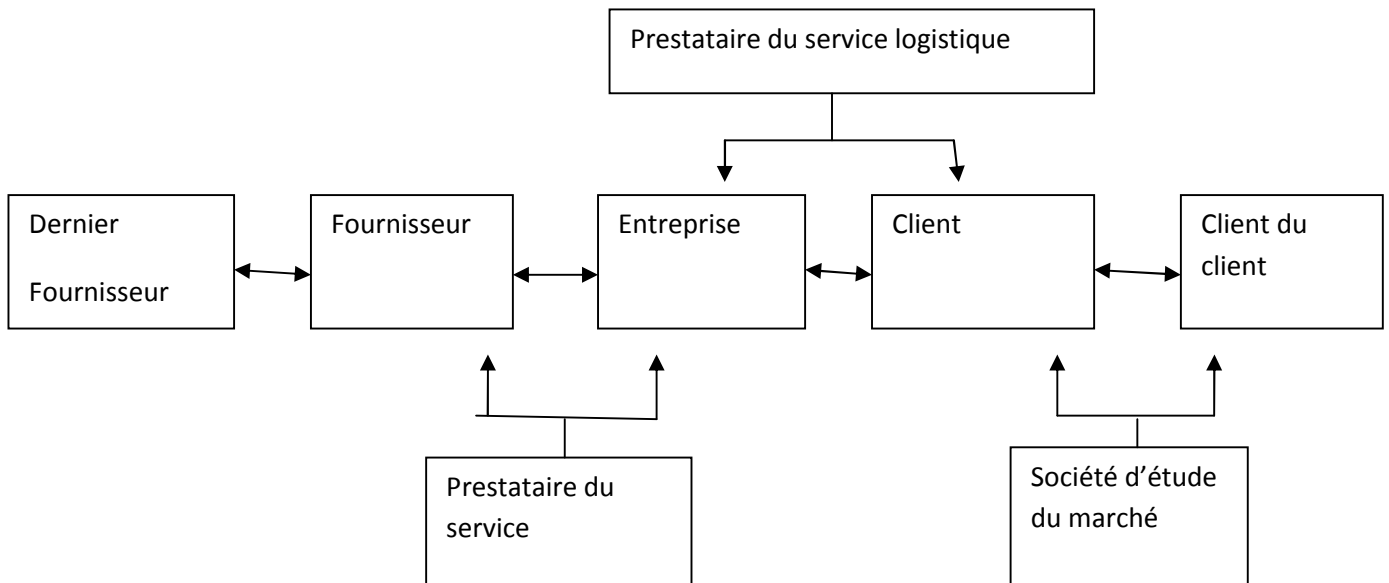 Prestataire du service logistique
Dernier
Fournisseur
Fournisseur
Entreprise
Client
Client du
client
Prestataire du
service
Société d’étude
du marché